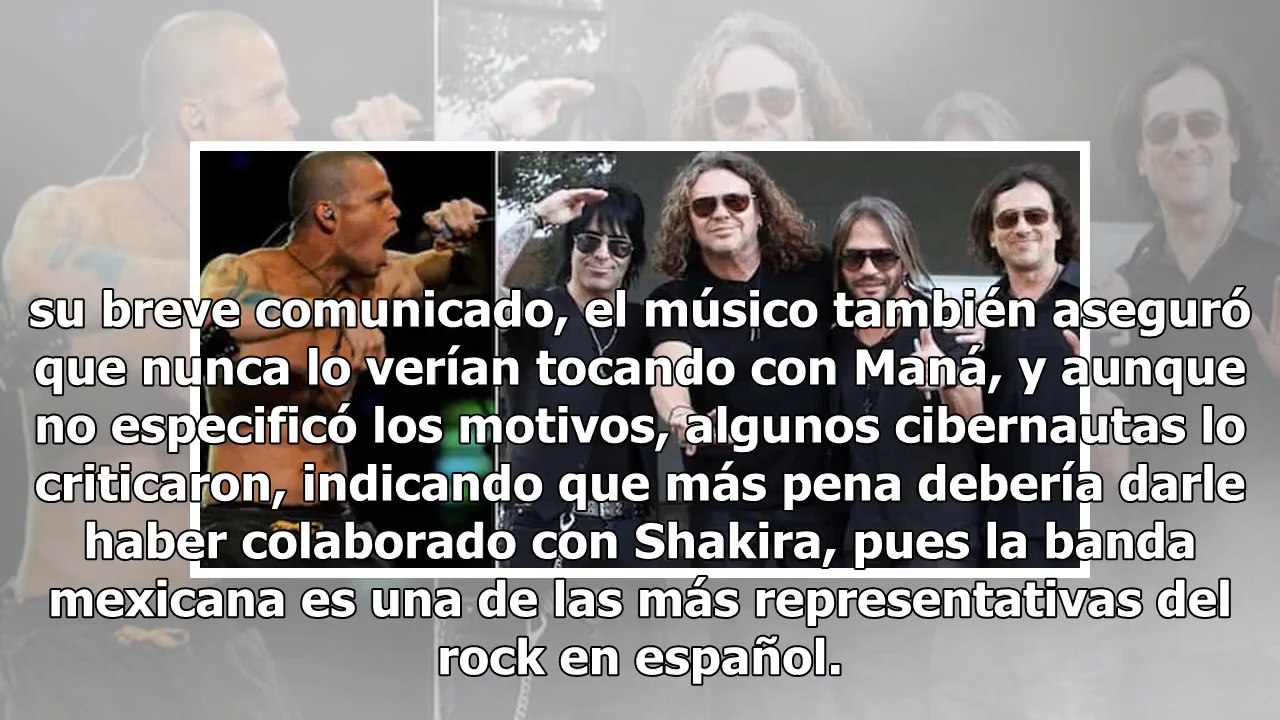 su breve comunicado, el músico también aseguró
que nunca lo verían tocando con Maná, y aunque
no especificó los motivos, algunos cibernautas lo
criticaron, indicando que más pena debería darle
haber colaborado con Shakira, pues la banda
mexicana es una de las más representativas del
rock en español.